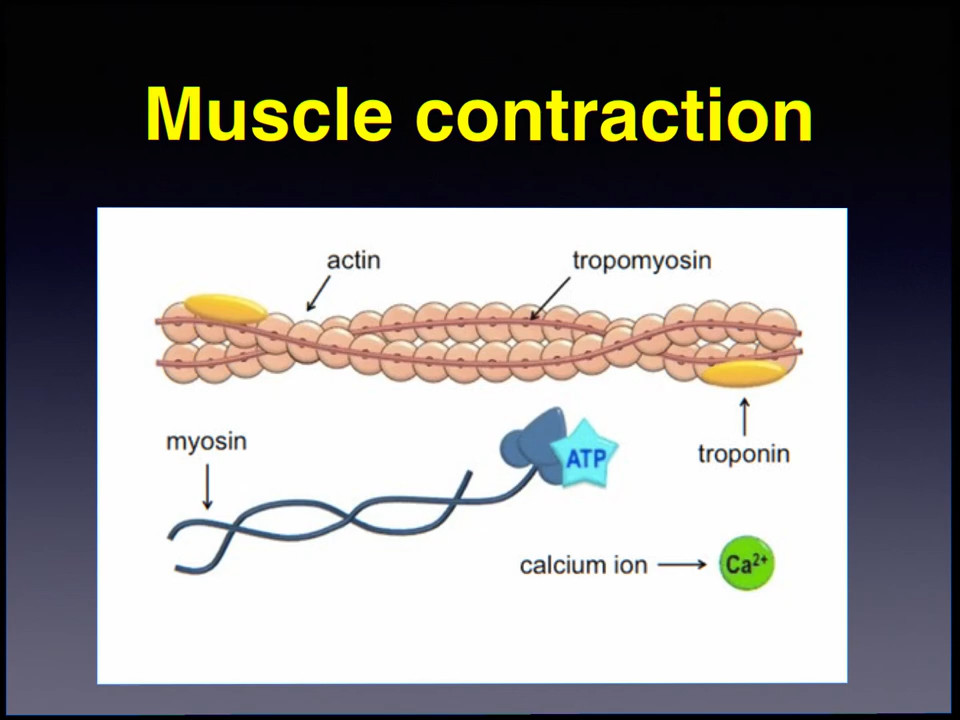 Muscle contraction
actin
tropomyosin
myosin
ATP
troponin
calcium ion
Ca²⁺